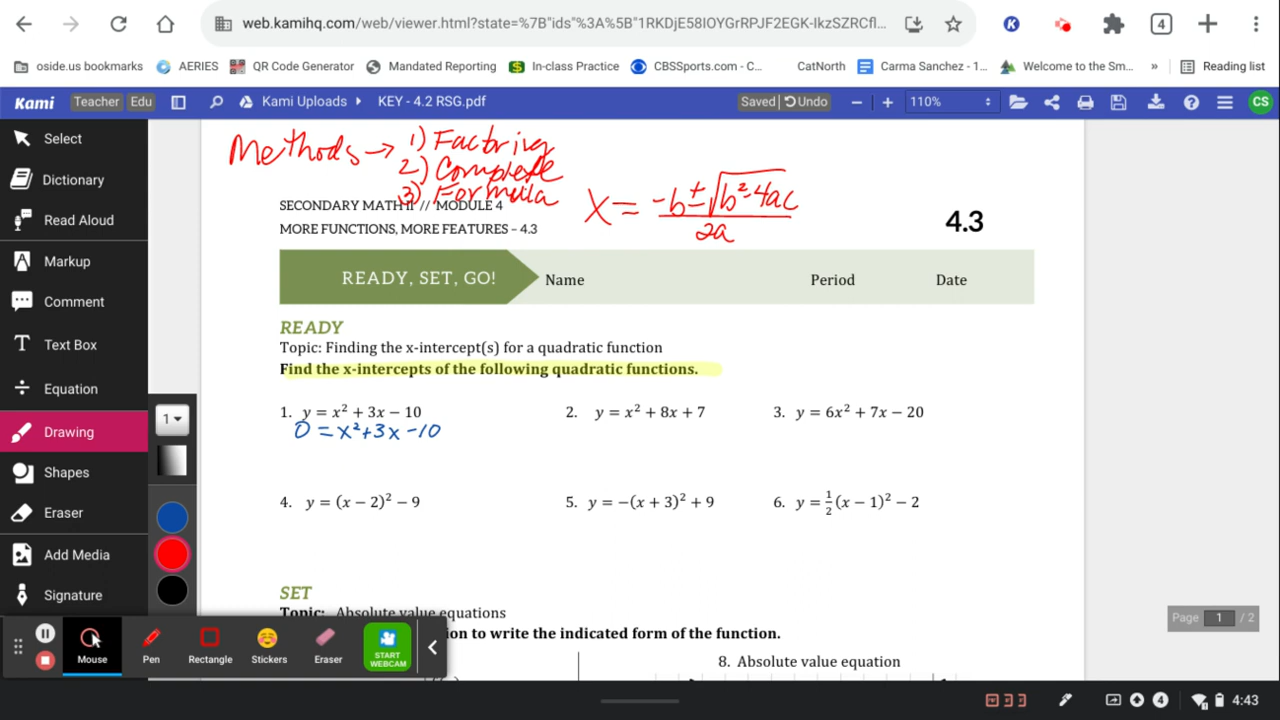 web.kamihq.com/web/viewer.html?state=%7B"ids"%3A%5B"1RKDjE58IOYGrRPJF2EGK-IkzSZRCfl...
4
oside.us bookmarks AERIES QR Code Generator Mandated Reporting In-class Practice CBSSports.com - C... CatNorth Carma Sanchez - 1... Welcome to the Sm... » Reading list
Kami Teacher Edu Kami Uploads KEY - 4.2 RSG.pdf Saved Undo 110% CS
Select
Dictionary
Read Aloud
Markup
Comment
Text Box
Equation
Drawing
Shapes
Eraser
Add Media
Signature
1
Methods → 1) Factoring
2) Complete
3) Formula
x = -b±√b²-4ac
2a
SECONDARY MATH II // MODULE 4
MORE FUNCTIONS, MORE FEATURES – 4.3
4.3
READY, SET, GO! Name Period Date
READY
Topic: Finding the x-intercept(s) for a quadratic function
Find the x-intercepts of the following quadratic functions.
1. y = x² + 3x − 10 2. y = x² + 8x + 7 3. y = 6x² + 7x − 20
0 = x²+3x-10
4. y = (x − 2)² − 9 5. y = −(x + 3)² + 9 6. y = 1/2 (x − 1)² − 2
SET
Topic: Absolute value equations
ion to write the indicated form of the function.
8. Absolute value equation
Page 1 / 2
Mouse Pen Rectangle Stickers Eraser START WEBCAM
4 4:43